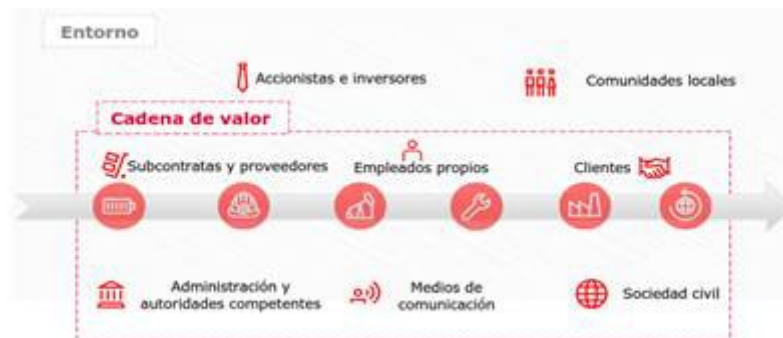 Entorno
Accionistas e inversores
Comunidades locales
Cadena de valor
Subcontratas y proveedores
Empleados propios
Clientes
Administración y
autoridades competentes
Medios de
comunicación
Sociedad civil